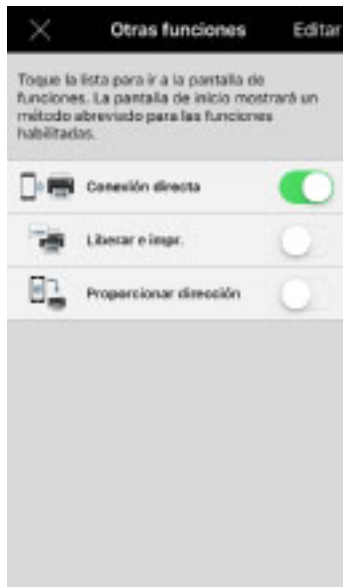 Otras funciones
Editar
Toque la lista para ir a la pantalla de
funciones. La pantalla de inicio mostrará un
método abreviado para las funciones
habilitadas.
Conexión directa
Liberar e impr.
Proporcionar dirección